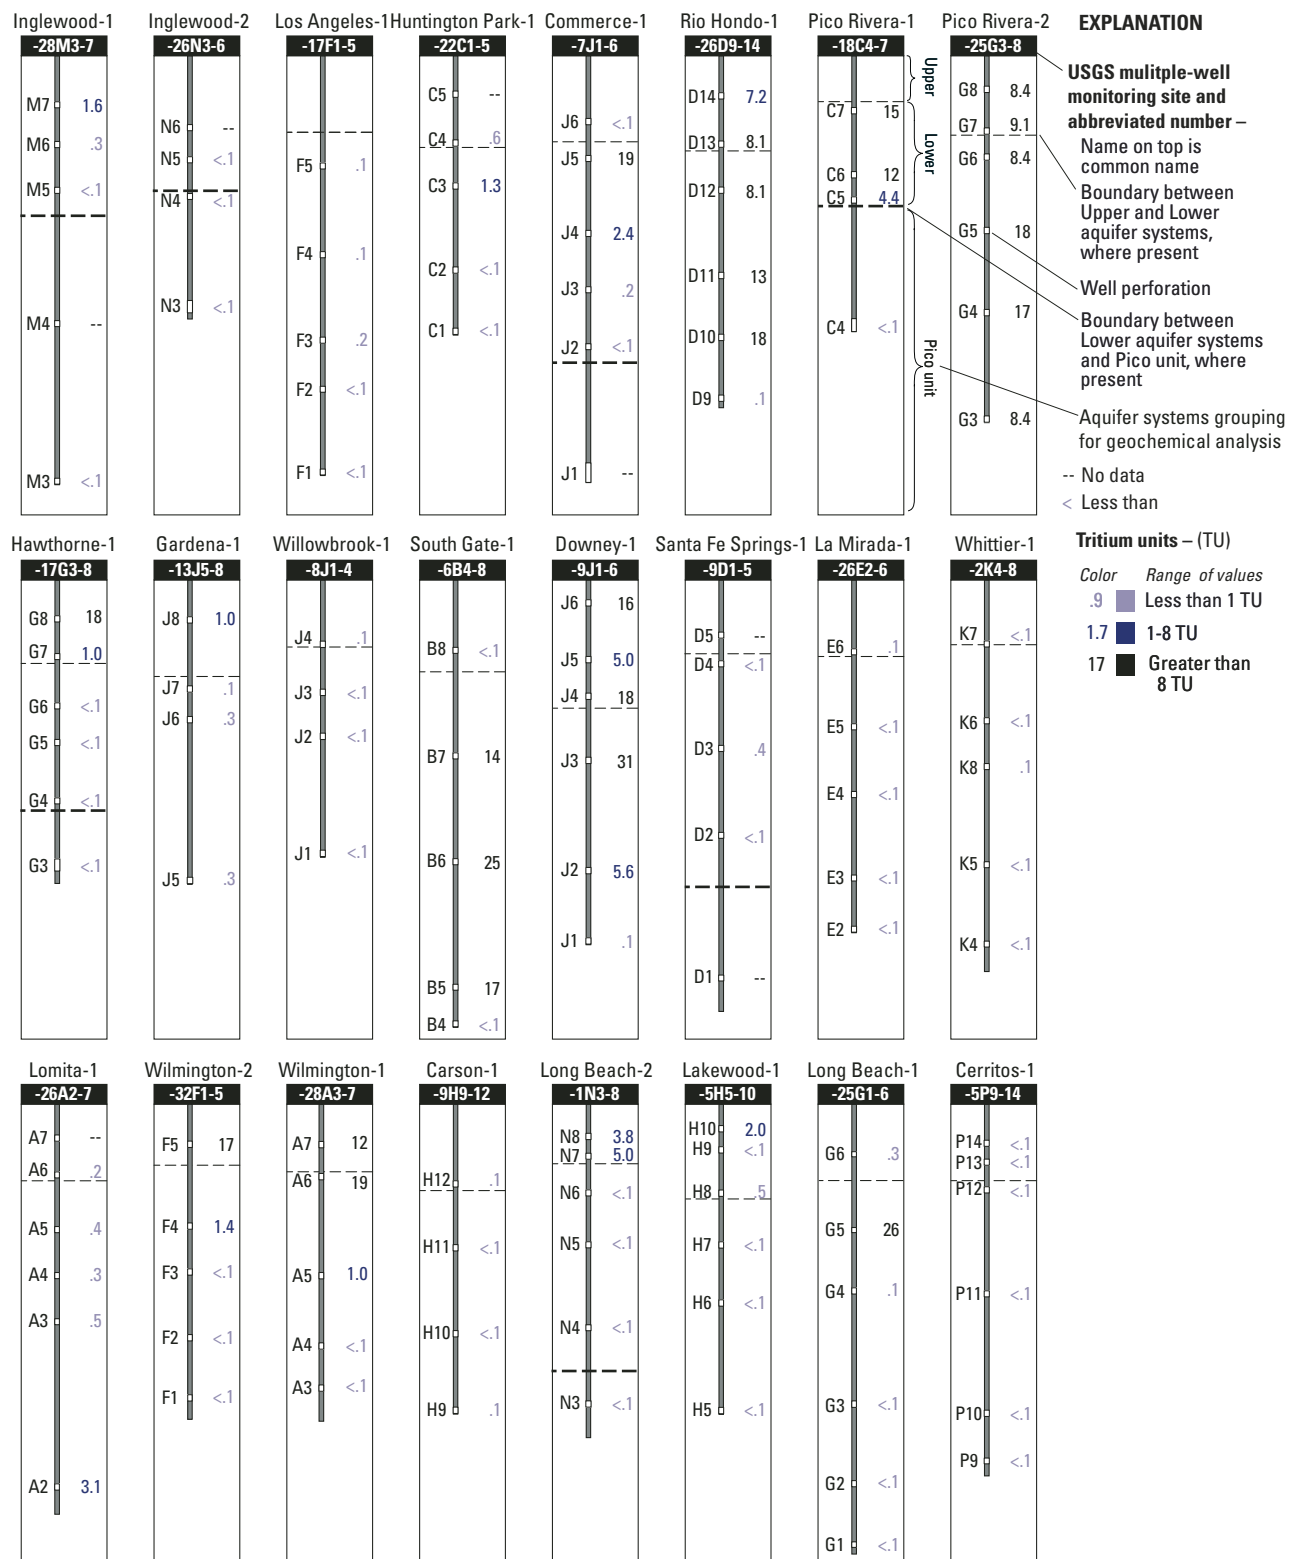 Inglewood-1
-28M3-7
M7 1.6
M6 .3
M5 <.1
M4 --
M3 <.1
Inglewood-2
-26N3-6
N6 --
N5 <.1
N4 <.1
N3 <.1
Los Angeles-1
-17F1-5
F5 .1
F4 .1
F3 .2
F2 <.1
F1 <.1
Huntington Park-1
-22C1-5
C5 --
C4 .6
C3 1.3
C2 <.1
C1 <.1
Commerce-1
-7J1-6
J6 <.1
J5 19
J4 2.4
J3 .2
J2 <.1
J1 --
Rio Hondo-1
-26D9-14
D14 7.2
D13 8.1
D12 8.1
D11 13
D10 18
D9 .1
Pico Rivera-1
-18C4-7
C7 15
C6 12
C5 4.4
C4 <.1
Upper
Lower
Pico unit
Pico Rivera-2
-25G3-8
G8 8.4
G7 9.1
G6 8.4
G5 18
G4 17
G3 8.4
EXPLANATION
USGS mulitple-well
monitoring site and
abbreviated number –
Name on top is
common name
Boundary between
Upper and Lower
aquifer systems,
where present
Well perforation
Boundary between
Lower aquifer systems
and Pico unit, where
present
Aquifer systems grouping
for geochemical analysis
-- No data
< Less than
Tritium units – (TU)
Color Range of values
.9 Less than 1 TU
1.7 1-8 TU
17 Greater than
8 TU
Hawthorne-1
-17G3-8
G8 18
G7 1.0
G6 <.1
G5 <.1
G4 <.1
G3 <.1
Gardena-1
-13J5-8
J8 1.0
J7 .1
J6 .3
J5 .3
Willowbrook-1
-8J1-4
J4 .1
J3 <.1
J2 <.1
J1 <.1
South Gate-1
-6B4-8
B8 <.1
B7 14
B6 25
B5 17
B4 <.1
Downey-1
-9J1-6
J6 16
J5 5.0
J4 18
J3 31
J2 5.6
J1 .1
Santa Fe Springs-1
-9D1-5
D5 --
D4 <.1
D3 .4
D2 <.1
D1 --
La Mirada-1
-26E2-6
E6 .1
E5 <.1
E4 <.1
E3 <.1
E2 <.1
Whittier-1
-2K4-8
K7 <.1
K6 <.1
K8 .1
K5 <.1
K4 <.1
Lomita-1
-26A2-7
A7 --
A6 .2
A5 .4
A4 .3
A3 .5
A2 3.1
Wilmington-2
-32F1-5
F5 17
F4 1.4
F3 <.1
F2 <.1
F1 <.1
Wilmington-1
-28A3-7
A7 12
A6 19
A5 1.0
A4 <.1
A3 <.1
Carson-1
-9H9-12
H12 .1
H11 <.1
H10 <.1
H9 .1
Long Beach-2
-1N3-8
N8 3.8
N7 5.0
N6 <.1
N5 <.1
N4 <.1
N3 <.1
Lakewood-1
-5H5-10
H10 2.0
H9 <.1
H8 .5
H7 <.1
H6 <.1
H5 <.1
Long Beach-1
-25G1-6
G6 .3
G5 26
G4 .1
G3 <.1
G2 <.1
G1 <.1
Cerritos-1
-5P9-14
P14 <.1
P13 <.1
P12 <.1
P11 <.1
P10 <.1
P9 <.1